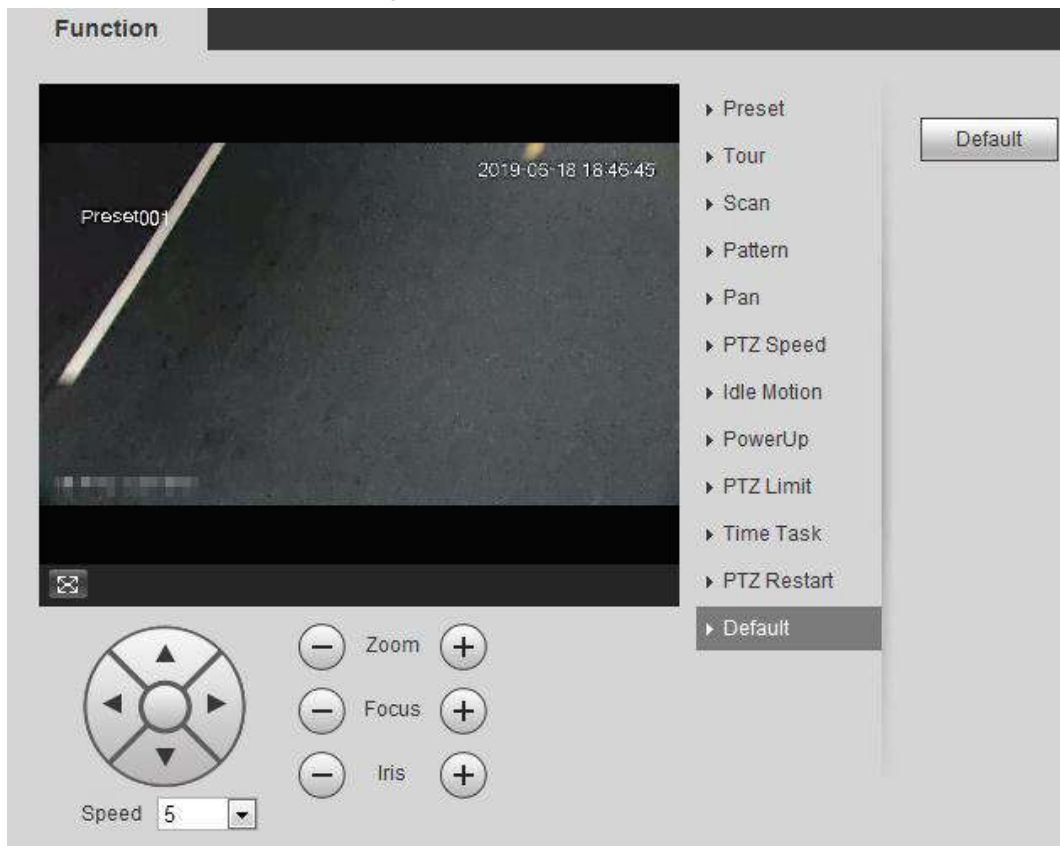 Function
2019-06-18 18:46:45
Preset001
Preset
Tour
Scan
Pattern
Pan
PTZ Speed
Idle Motion
PowerUp
PTZ Limit
Time Task
PTZ Restart
Default
Default
Zoom
Focus
Iris
Speed 5